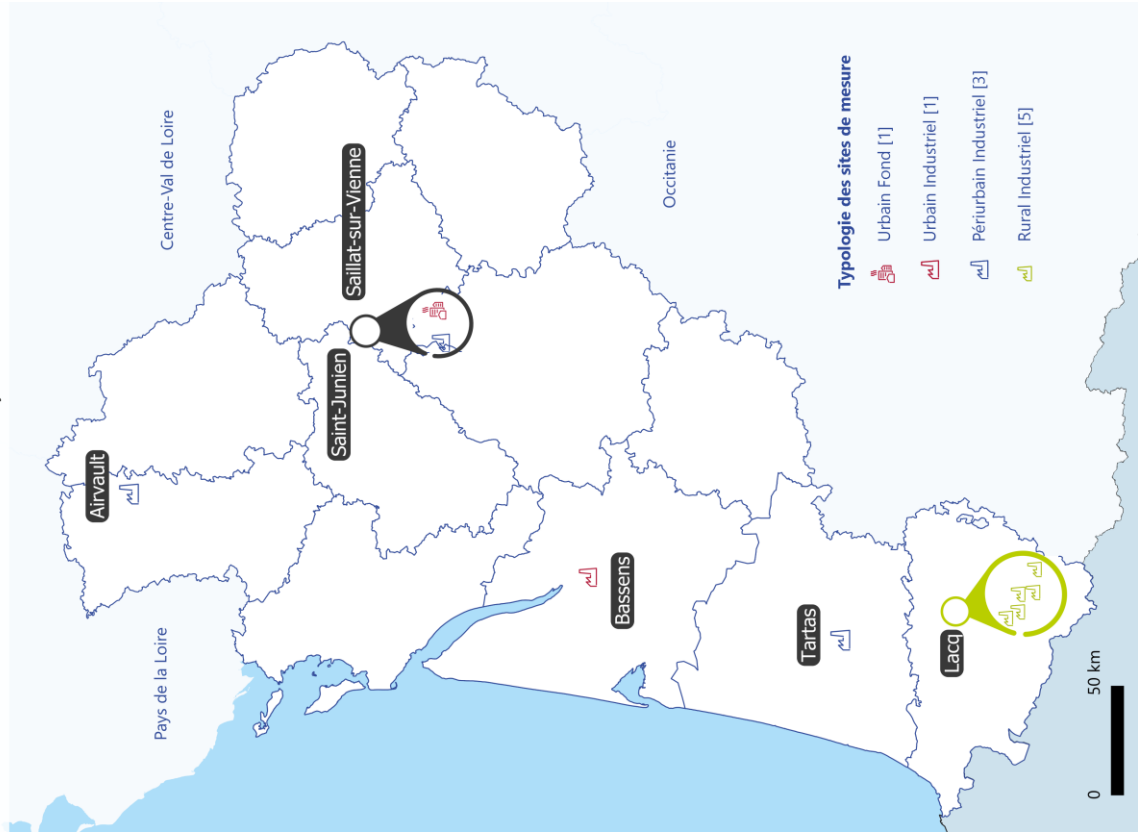 Centre-Val de Loire
Pays de la Loire
Occitanie
Airvault
Saint-Junien
Saillat-sur-Vienne
Bassens
Tartas
Lacq
Typologie des sites de mesure
Urbain Fond [1]
Urbain Industriel [1]
Périurbain Industriel [3]
Rural Industriel [5]
0
50 km